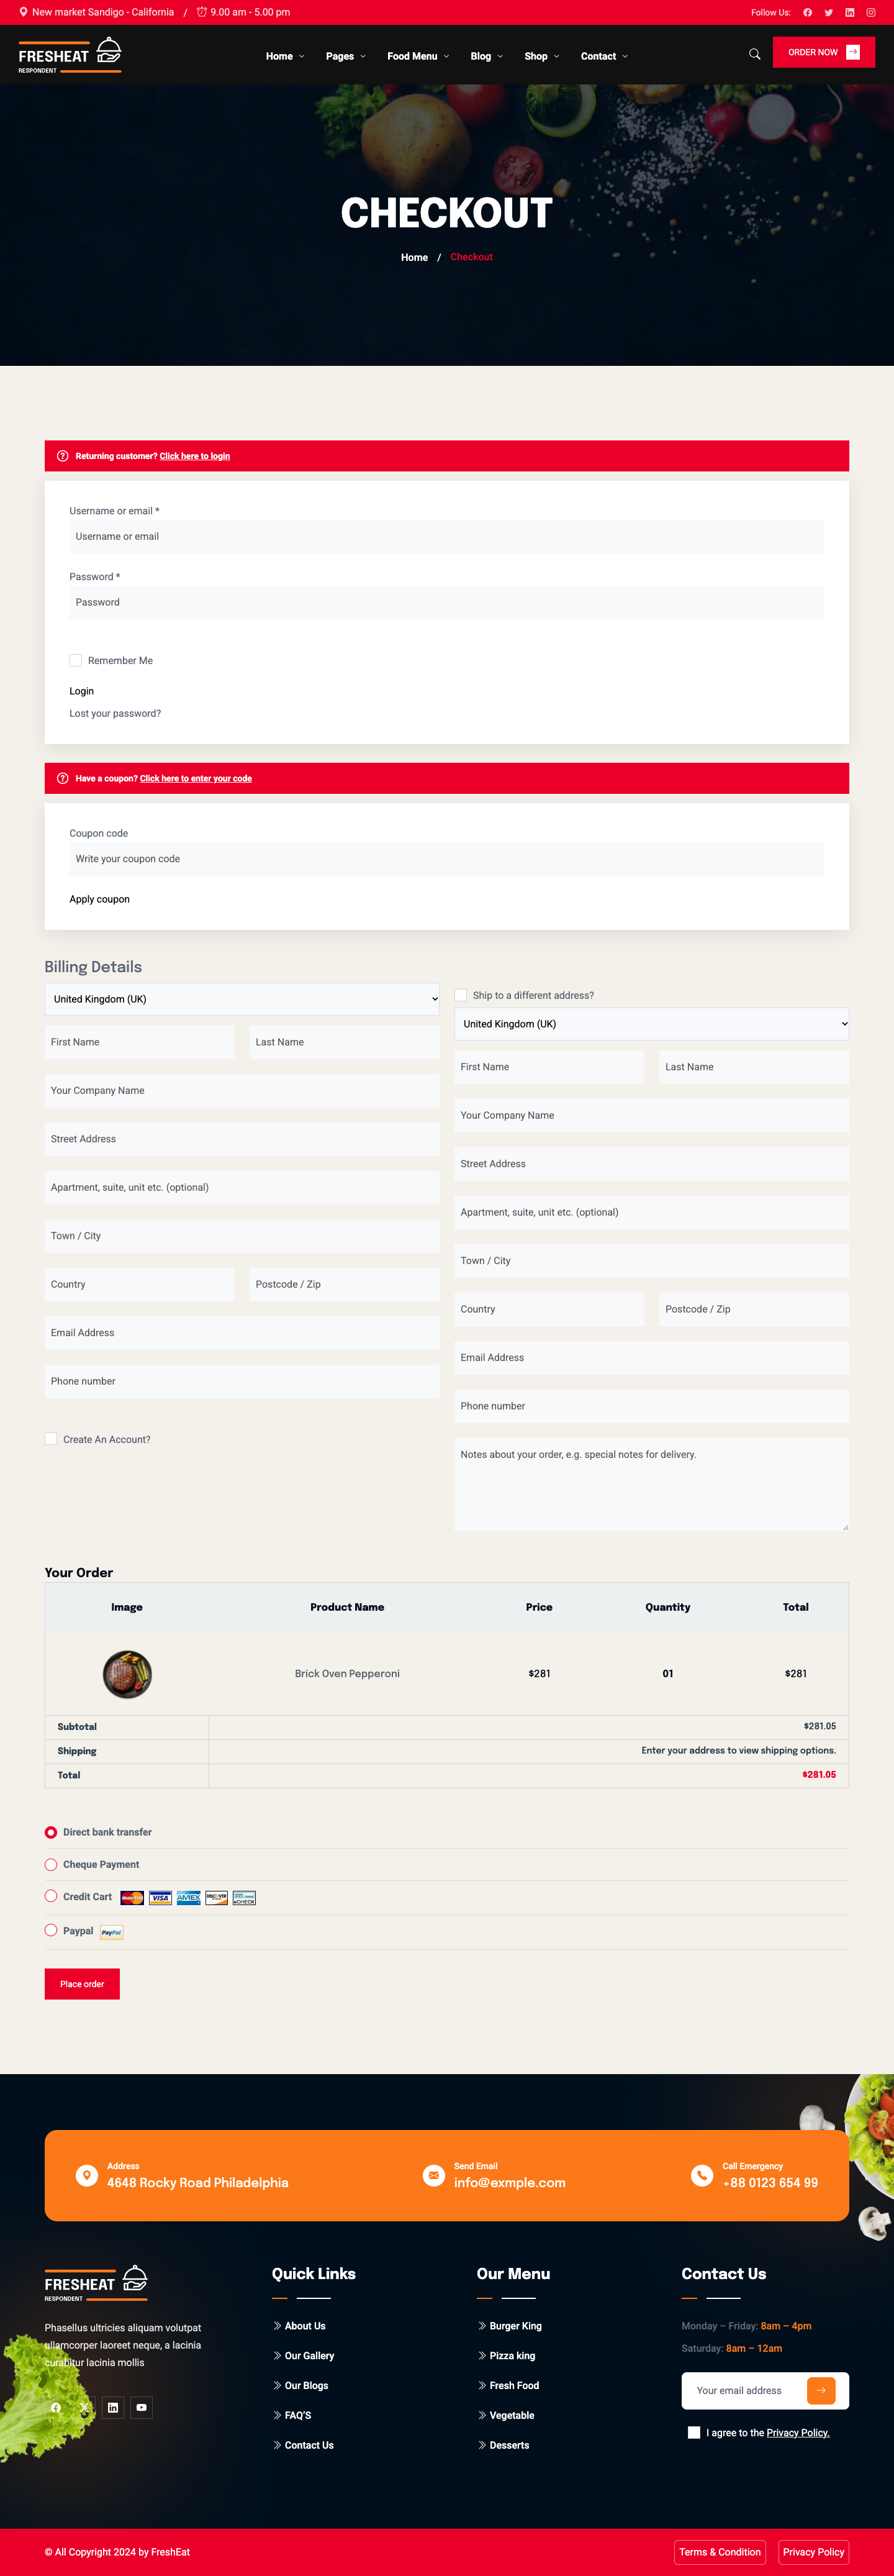 New market Sandigo - California / 9.00 am - 5.00 pm
Follow Us:
FRESHEAT
RESPONDENT
Home Pages Food Menu Blog Shop Contact
ORDER NOW
CHECKOUT
Home / Checkout
Returning customer? Click here to login
Username or email *
Username or email
Password *
Password
Remember Me
Login
Lost your password?
Have a coupon? Click here to enter your code
Coupon code
Write your coupon code
Apply coupon
Billing Details
United Kingdom (UK)
First Name Last Name
Your Company Name
Street Address
Apartment, suite, unit etc. (optional)
Town / City
Country Postcode / Zip
Email Address
Phone number
Create An Account?
Ship to a different address?
United Kingdom (UK)
First Name Last Name
Your Company Name
Street Address
Apartment, suite, unit etc. (optional)
Town / City
Country Postcode / Zip
Email Address
Phone number
Notes about your order, e.g. special notes for delivery.
Your Order
Image Product Name Price Quantity Total
Brick Oven Pepperoni $281 01 $281
Subtotal $281.05
Shipping Enter your address to view shipping options.
Total $281.05
Direct bank transfer
Cheque Payment
Credit Cart MasterCard VISA AMEX DISCOVER eCHECK
Paypal PayPal
Place order
Address
4648 Rocky Road Philadelphia
Send Email
info@exmple.com
Call Emergency
+88 0123 654 99
FRESHEAT
RESPONDENT
Phasellus ultricies aliquam volutpat
ullamcorper laoreet neque, a lacinia
curabitur lacinia mollis
Quick Links
About Us
Our Gallery
Our Blogs
FAQ'S
Contact Us
Our Menu
Burger King
Pizza king
Fresh Food
Vegetable
Desserts
Contact Us
Monday – Friday: 8am – 4pm
Saturday: 8am – 12am
Your email address
I agree to the Privacy Policy.
© All Copyright 2024 by FreshEat
Terms & Condition
Privacy Policy